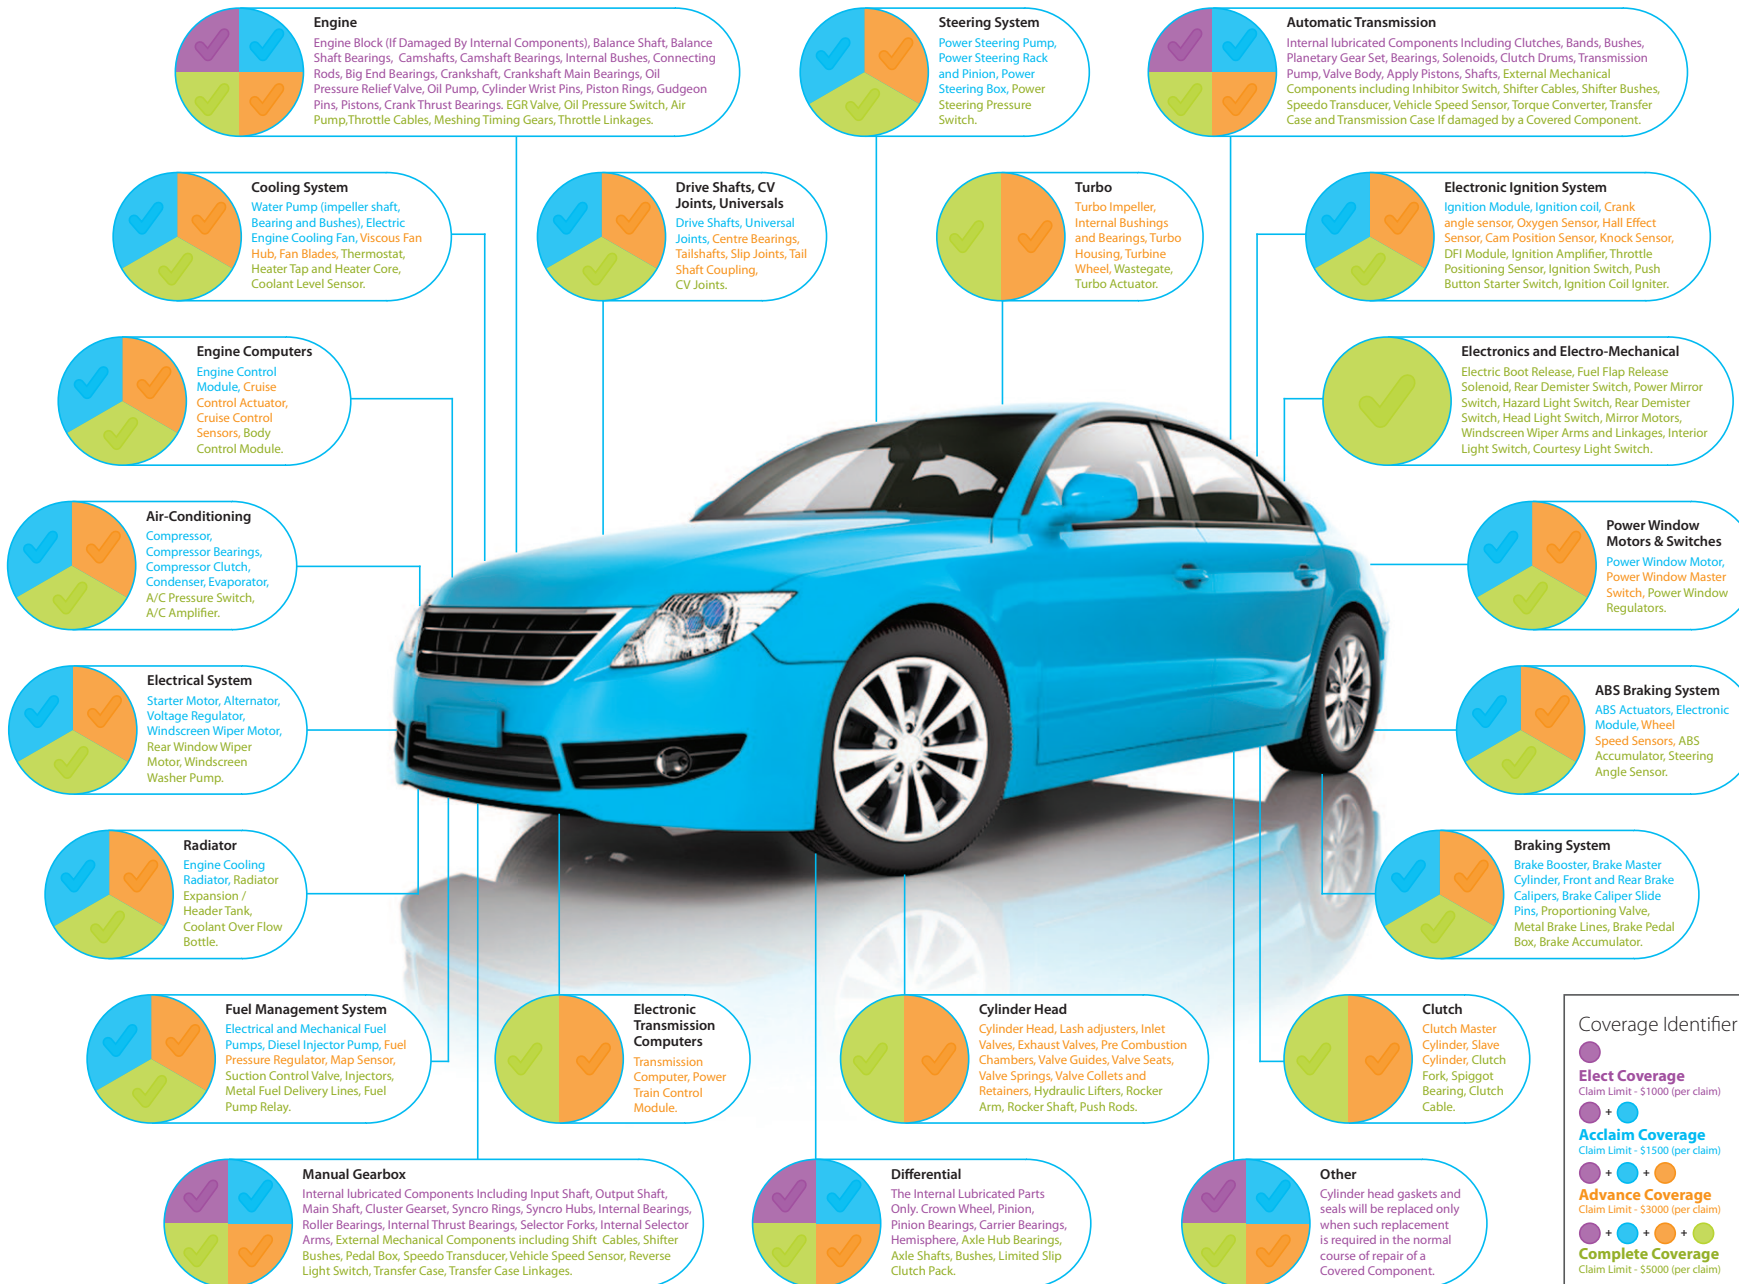 Engine
Engine Block (If Damaged By Internal Components), Balance Shaft, Balance
Shaft Bearings, Camshafts, Camshaft Bearings, Internal Bushes, Connecting
Rods, Big End Bearings, Crankshaft, Crankshaft Main Bearings, Oil
Pressure Relief Valve, Oil Pump, Cylinder Wrist Pins, Piston Rings, Gudgeon
Pins, Pistons, Crank Thrust Bearings. EGR Valve, Oil Pressure Switch, Air
Pump,Throttle Cables, Meshing Timing Gears, Throttle Linkages.
Steering System
Power Steering Pump,
Power Steering Rack
and Pinion, Power
Steering Box, Power
Steering Pressure
Switch.
Automatic Transmission
Internal lubricated Components Including Clutches, Bands, Bushes,
Planetary Gear Set, Bearings, Solenoids, Clutch Drums, Transmission
Pump, Valve Body, Apply Pistons, Shafts, External Mechanical
Components including Inhibitor Switch, Shifter Cables, Shifter Bushes,
Speedo Transducer, Vehicle Speed Sensor, Torque Converter, Transfer
Case and Transmission Case If damaged by a Covered Component.
Cooling System
Water Pump (impeller shaft,
Bearing and Bushes), Electric
Engine Cooling Fan, Viscous Fan
Hub, Fan Blades, Thermostat,
Heater Tap and Heater Core,
Coolant Level Sensor.
Drive Shafts, CV
Joints, Universals
Drive Shafts, Universal
Joints, Centre Bearings,
Tailshafts, Slip Joints, Tail
Shaft Coupling,
CV Joints.
Turbo
Turbo Impeller,
Internal Bushings
and Bearings, Turbo
Housing, Turbine
Wheel, Wastegate,
Turbo Actuator.
Electronic Ignition System
Ignition Module, Ignition coil, Crank
angle sensor, Oxygen Sensor, Hall Effect
Sensor, Cam Position Sensor, Knock Sensor,
DFI Module, Ignition Amplifier, Throttle
Positioning Sensor, Ignition Switch, Push
Button Starter Switch, Ignition Coil Igniter.
Engine Computers
Engine Control
Module, Cruise
Control Actuator,
Cruise Control
Sensors, Body
Control Module.
Electronics and Electro-Mechanical
Electric Boot Release, Fuel Flap Release
Solenoid, Rear Demister Switch, Power Mirror
Switch, Hazard Light Switch, Rear Demister
Switch, Head Light Switch, Mirror Motors,
Windscreen Wiper Arms and Linkages, Interior
Light Switch, Courtesy Light Switch.
Air-Conditioning
Compressor,
Compressor Bearings,
Compressor Clutch,
Condenser, Evaporator,
A/C Pressure Switch,
A/C Amplifier.
Power Window
Motors & Switches
Power Window Motor,
Power Window Master
Switch, Power Window
Regulators.
Electrical System
Starter Motor, Alternator,
Voltage Regulator,
Windscreen Wiper Motor,
Rear Window Wiper
Motor, Windscreen
Washer Pump.
ABS Braking System
ABS Actuators, Electronic
Module, Wheel
Speed Sensors, ABS
Accumulator, Steering
Angle Sensor.
Radiator
Engine Cooling
Radiator, Radiator
Expansion /
Header Tank,
Coolant Over Flow
Bottle.
Braking System
Brake Booster, Brake Master
Cylinder, Front and Rear Brake
Calipers, Brake Caliper Slide
Pins, Proportioning Valve,
Metal Brake Lines, Brake Pedal
Box, Brake Accumulator.
Fuel Management System
Electrical and Mechanical Fuel
Pumps, Diesel Injector Pump, Fuel
Pressure Regulator, Map Sensor,
Suction Control Valve, Injectors,
Metal Fuel Delivery Lines, Fuel
Pump Relay.
Electronic
Transmission
Computers
Transmission
Computer, Power
Train Control
Module.
Cylinder Head
Cylinder Head, Lash adjusters, Inlet
Valves, Exhaust Valves, Pre Combustion
Chambers, Valve Guides, Valve Seats,
Valve Springs, Valve Collets and
Retainers, Hydraulic Lifters, Rocker
Arm, Rocker Shaft, Push Rods.
Clutch
Clutch Master
Cylinder, Slave
Cylinder, Clutch
Fork, Spiggot
Bearing, Clutch
Cable.
Manual Gearbox
Internal lubricated Components Including Input Shaft, Output Shaft,
Main Shaft, Cluster Gearset, Syncro Rings, Syncro Hubs, Internal Bearings,
Roller Bearings, Internal Thrust Bearings, Selector Forks, Internal Selector
Arms, External Mechanical Components including Shift Cables, Shifter
Bushes, Pedal Box, Speedo Transducer, Vehicle Speed Sensor, Reverse
Light Switch, Transfer Case, Transfer Case Linkages.
Differential
The Internal Lubricated Parts
Only. Crown Wheel, Pinion,
Pinion Bearings, Carrier Bearings,
Hemisphere, Axle Hub Bearings,
Axle Shafts, Bushes, Limited Slip
Clutch Pack.
Other
Cylinder head gaskets and
seals will be replaced only
when such replacement
is required in the normal
course of repair of a
Covered Component.
Coverage Identifier
Elect Coverage
Claim Limit - $1000 (per claim)
+
Acclaim Coverage
Claim Limit - $1500 (per claim)
+ +
Advance Coverage
Claim Limit - $3000 (per claim)
+ + +
Complete Coverage
Claim Limit - $5000 (per claim)